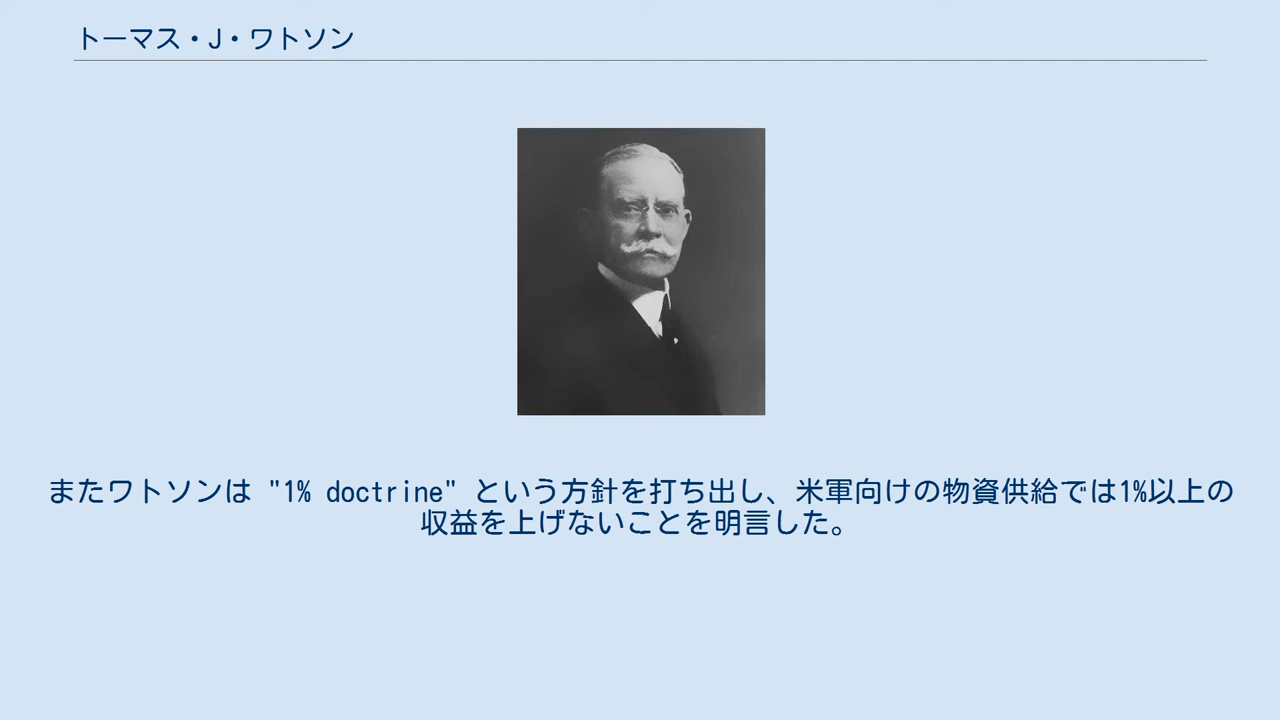 トーマス・J・ワトソン
またワトソンは "1% doctrine" という方針を打ち出し、米軍向けの物資供給では1%以上の
収益を上げないことを明言した。